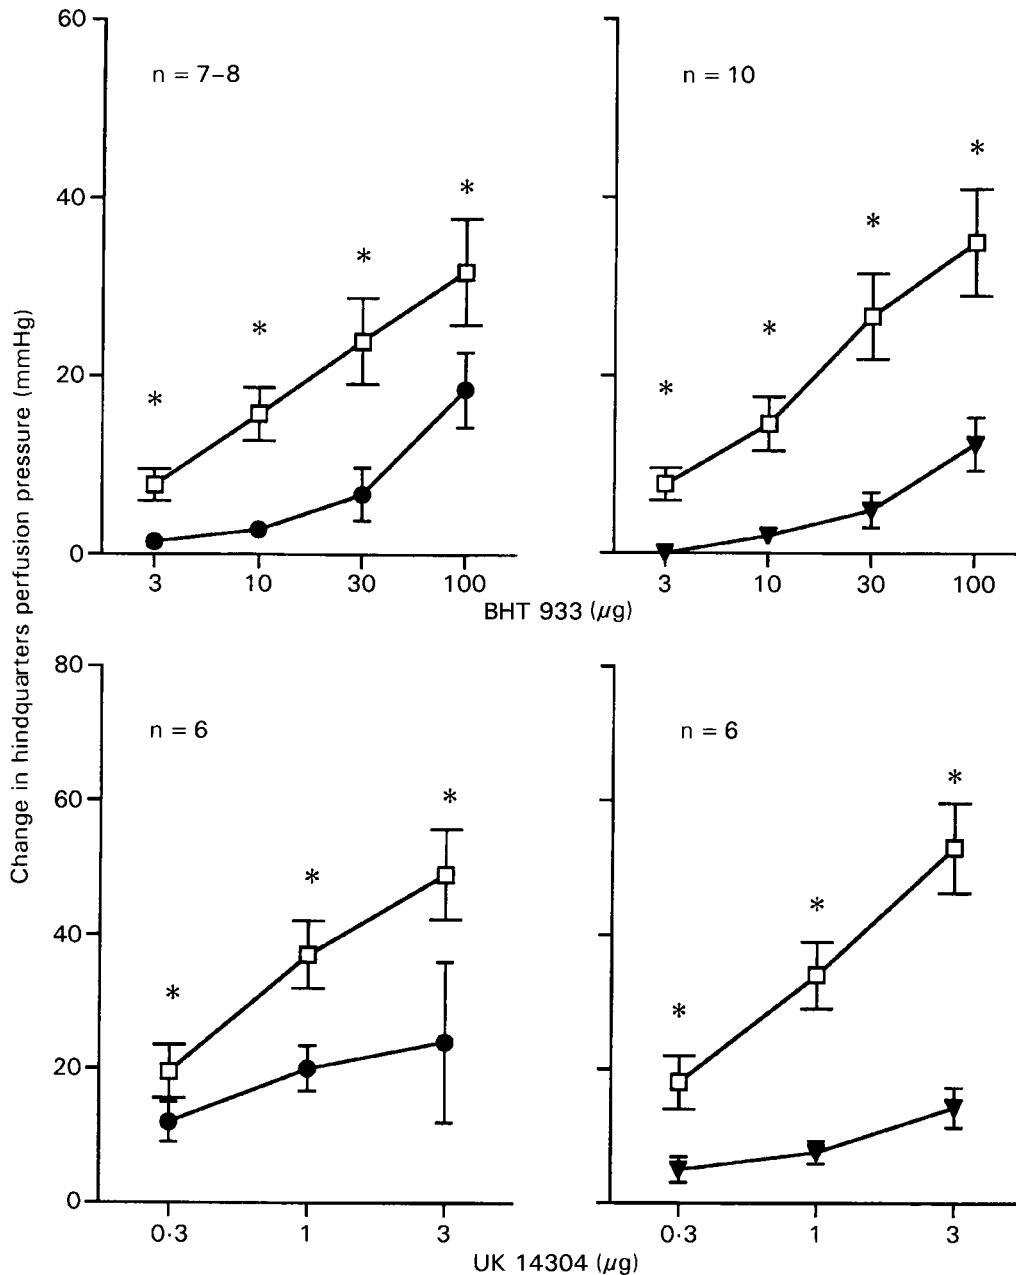 Change in hindquarters perfusion pressure (mmHg)
60
40
20
0
n = 7–8
*
*
*
*
3 10 30 100
n = 10
*
*
*
*
3 10 30 100
BHT 933 (μg)
80
60
40
20
0
n = 6
*
*
*
0·3 1 3
n = 6
*
*
*
0·3 1 3
UK 14304 (μg)